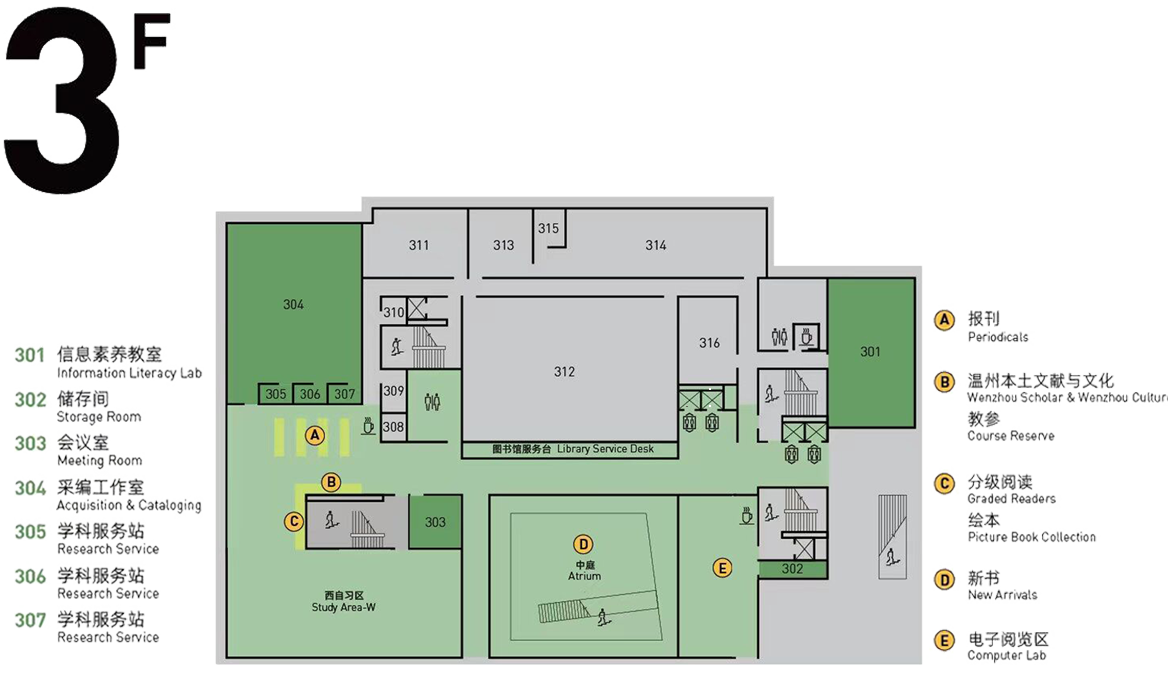 3F
301 信息素养教室
Information Literacy Lab
302 储存间
Storage Room
303 会议室
Meeting Room
304 采编工作室
Acquisition & Cataloging
305 学科服务站
Research Service
306 学科服务站
Research Service
307 学科服务站
Research Service
311
313
315
314
304
310
312
316
301
305
306
307
309
308
A
图书馆服务台 Library Service Desk
B
C
303
D
中庭
Atrium
E
302
西自习区
Study Area-W
A 报刊
Periodicals
B 温州本土文献与文化
Wenzhou Scholar & Wenzhou Cultur
教参
Course Reserve
C 分级阅读
Graded Readers
绘本
Picture Book Collection
D 新书
New Arrivals
E 电子阅览区
Computer Lab